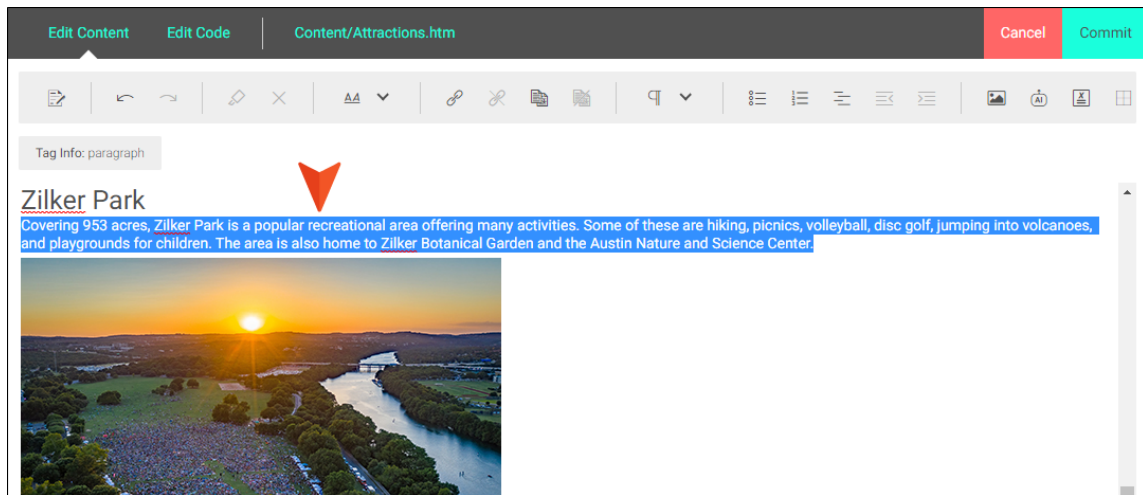 Edit Content Edit Code Content/Attractions.htm Cancel Commit
AA AI X
Tag Info: paragraph
Zilker Park
Covering 953 acres, Zilker Park is a popular recreational area offering many activities. Some of these are hiking, picnics, volleyball, disc golf, jumping into volcanoes,
and playgrounds for children. The area is also home to Zilker Botanical Garden and the Austin Nature and Science Center.